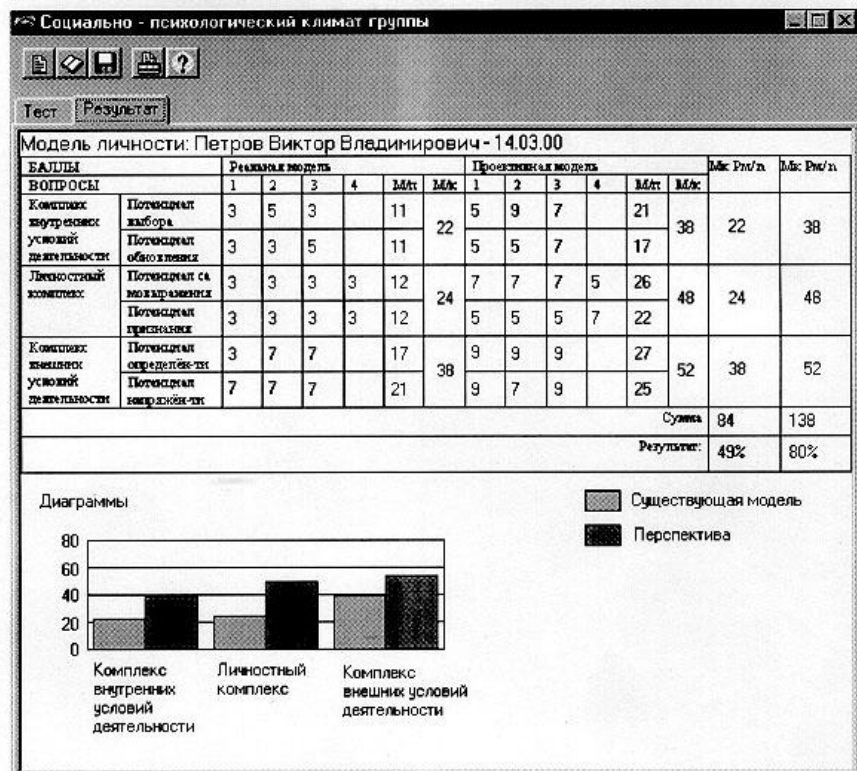 Социально - психологический климат группы
Тест Результат
Модель личности: Петров Виктор Владимирович - 14.03.00
БАЛЛЫ Реальная модель Проективная модель Мк Рм/п Мк Рм/п
ВОПРОСЫ 1 2 3 4 М/п М/к 1 2 3 4 М/п М/к
Комплекс внутренних условий деятельности Потенциал выбора 3 5 3 11 22 5 9 7 21 38 22 38
Потенциал обновления 3 3 5 11 5 5 7 17
Личностный комплекс Потенциал самовыражения 3 3 3 3 12 24 7 7 7 5 26 48 24 48
Потенциал признания 3 3 3 3 12 5 5 5 7 22
Комплекс внешних условий деятельности Потенциал определён-ти 3 7 7 17 38 9 9 9 27 52 38 52
Потенциал напряжён-ти 7 7 7 21 9 7 9 25
Сумма 84 138
Результат: 49% 80%
Диаграммы
Существующая модель
Перспектива
80
60
40
20
0
Комплекс внутренних условий деятельности
Личностный комплекс
Комплекс внешних условий деятельности